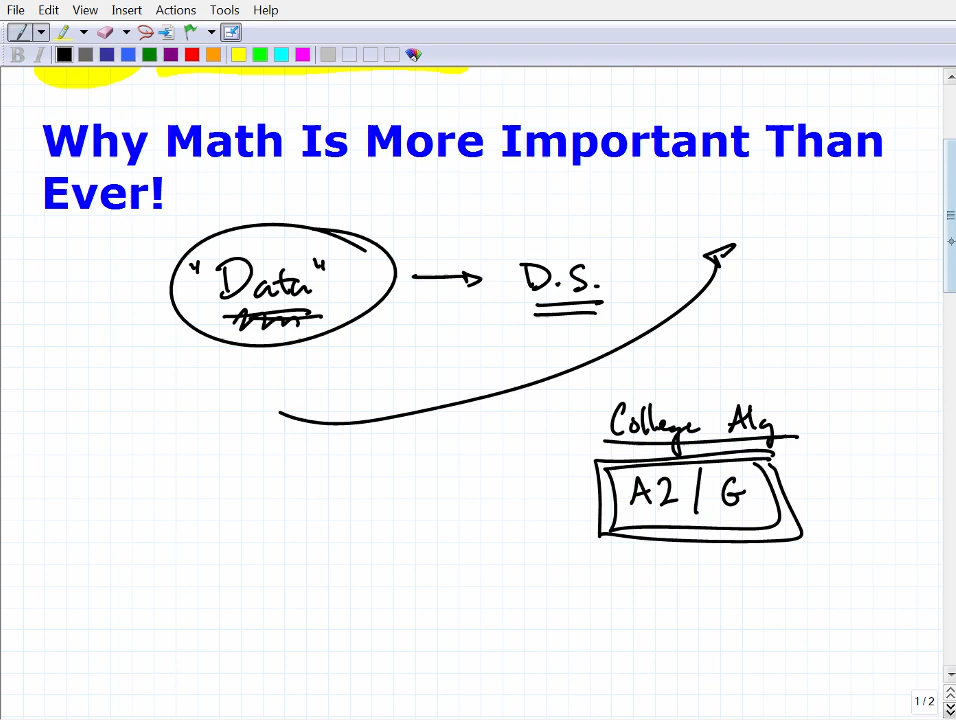 File Edit View Insert Actions Tools Help
B I
Why Math Is More Important Than
Ever!
"Data" → D.S.
College Alg
A2 / G
1 / 2